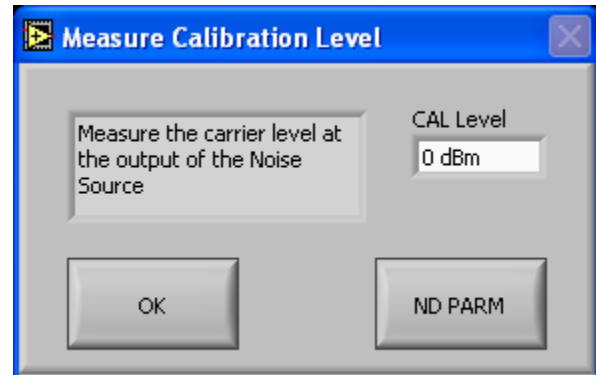 Measure Calibration Level
Measure the carrier level at
the output of the Noise
Source
CAL Level
0 dBm
OK
ND PARM